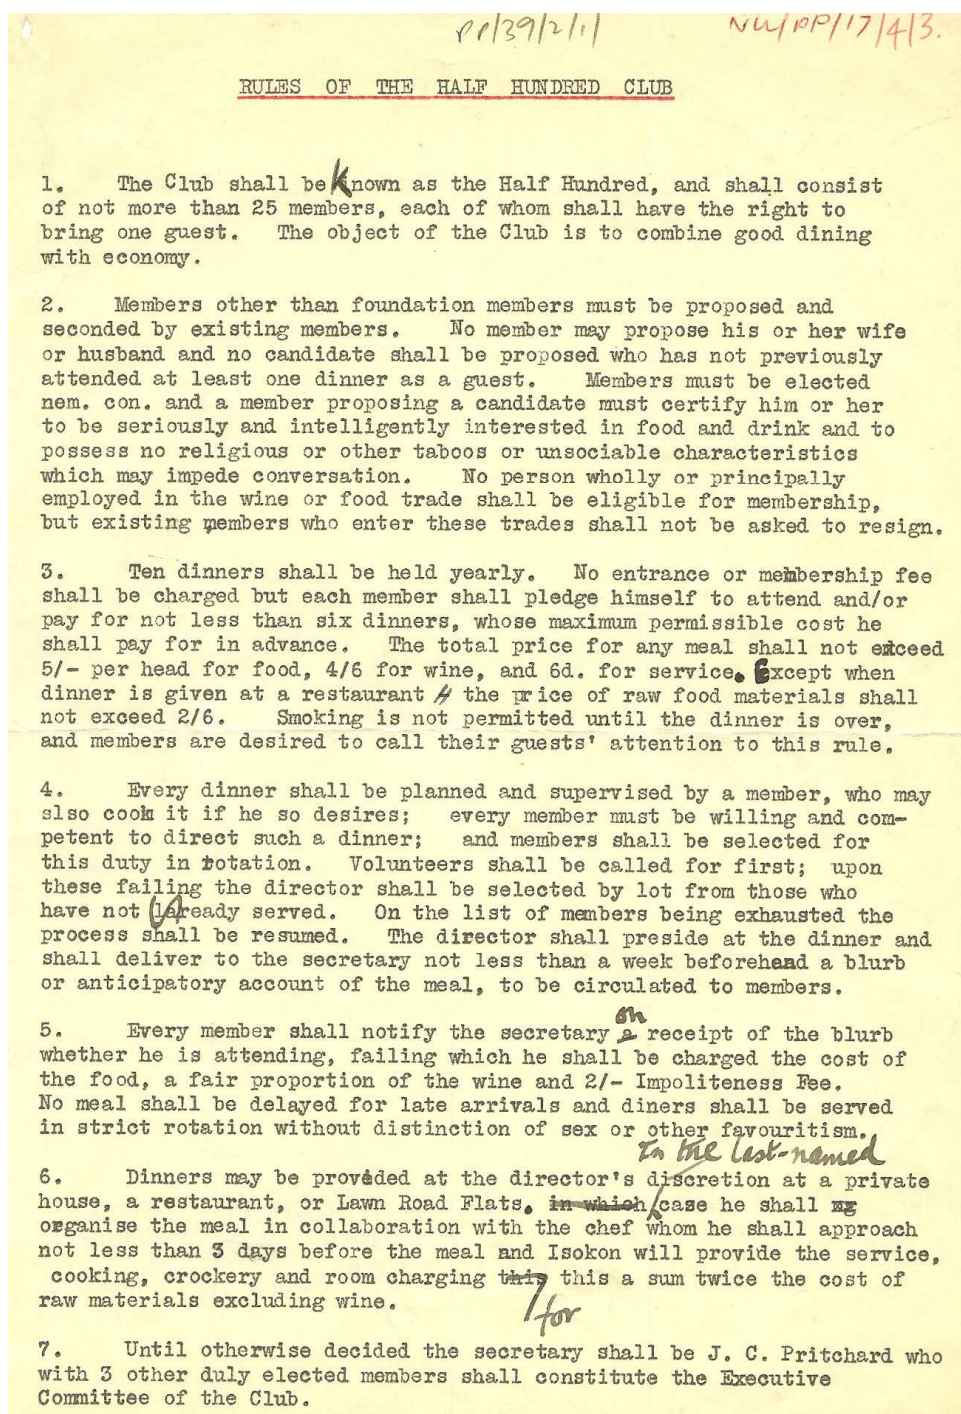 PP/39/2/1/
NW/PP/17/4/3.
RULES OF THE HALF HUNDRED CLUB
1. The Club shall be Known as the Half Hundred, and shall consist
of not more than 25 members, each of whom shall have the right to
bring one guest. The object of the Club is to combine good dining
with economy.
2. Members other than foundation members must be proposed and
seconded by existing members. No member may propose his or her wife
or husband and no candidate shall be proposed who has not previously
attended at least one dinner as a guest. Members must be elected
nem. con. and a member proposing a candidate must certify him or her
to be seriously and intelligently interested in food and drink and to
possess no religious or other taboos or unsociable characteristics
which may impede conversation. No person wholly or principally
employed in the wine or food trade shall be eligible for membership,
but existing members who enter these trades shall not be asked to resign.
3. Ten dinners shall be held yearly. No entrance or membership fee
shall be charged but each member shall pledge himself to attend and/or
pay for not less than six dinners, whose maximum permissible cost he
shall pay for in advance. The total price for any meal shall not exceed
5/- per head for food, 4/6 for wine, and 6d. for service. Except when
dinner is given at a restaurant the price of raw food materials shall
not exceed 2/6. Smoking is not permitted until the dinner is over,
and members are desired to call their guests' attention to this rule.
4. Every dinner shall be planned and supervised by a member, who may
slso cook it if he so desires; every member must be willing and com-
petent to direct such a dinner; and members shall be selected for
this duty in rotation. Volunteers shall be called for first; upon
these failing the director shall be selected by lot from those who
have not laready served. On the list of members being exhausted the
process shall be resumed. The director shall preside at the dinner and
shall deliver to the secretary not less than a week beforehand a blurb
or anticipatory account of the meal, to be circulated to members.
on
5. Every member shall notify the secretary receipt of the blurb
whether he is attending, failing which he shall be charged the cost of
the food, a fair proportion of the wine and 2/- Impoliteness Fee.
No meal shall be delayed for late arrivals and diners shall be served
in strict rotation without distinction of sex or other favouritism.
In the last-named
6. Dinners may be provided at the director's discretion at a private
house, a restaurant, or Lawn Road Flats. in which case he shall
organise the meal in collaboration with the chef whom he shall approach
not less than 3 days before the meal and Isokon will provide the service,
cooking, crockery and room charging this this a sum twice the cost of
raw materials excluding wine.
for
7. Until otherwise decided the secretary shall be J. C. Pritchard who
with 3 other duly elected members shall constitute the Executive
Committee of the Club.